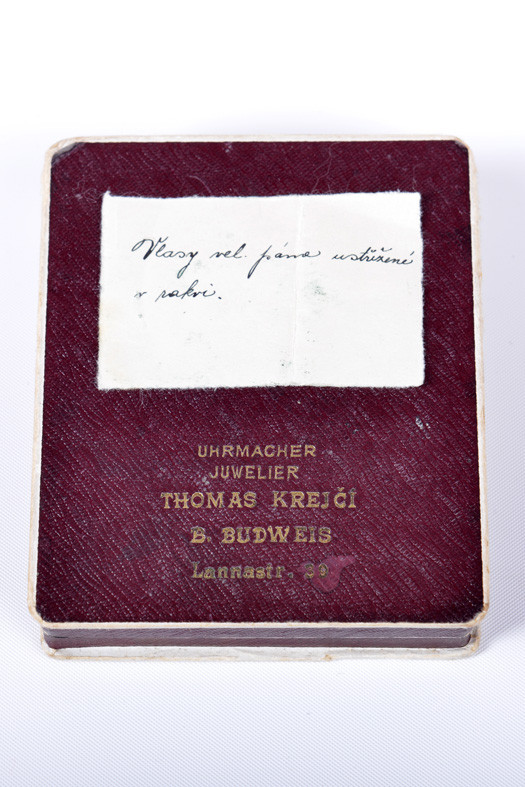 Vlasy vel. pána ustřižené
v rakvi.
UHRMACHER
JUWELIER
THOMAS KREJČÍ
B. BUDWEIS
Lannastr.